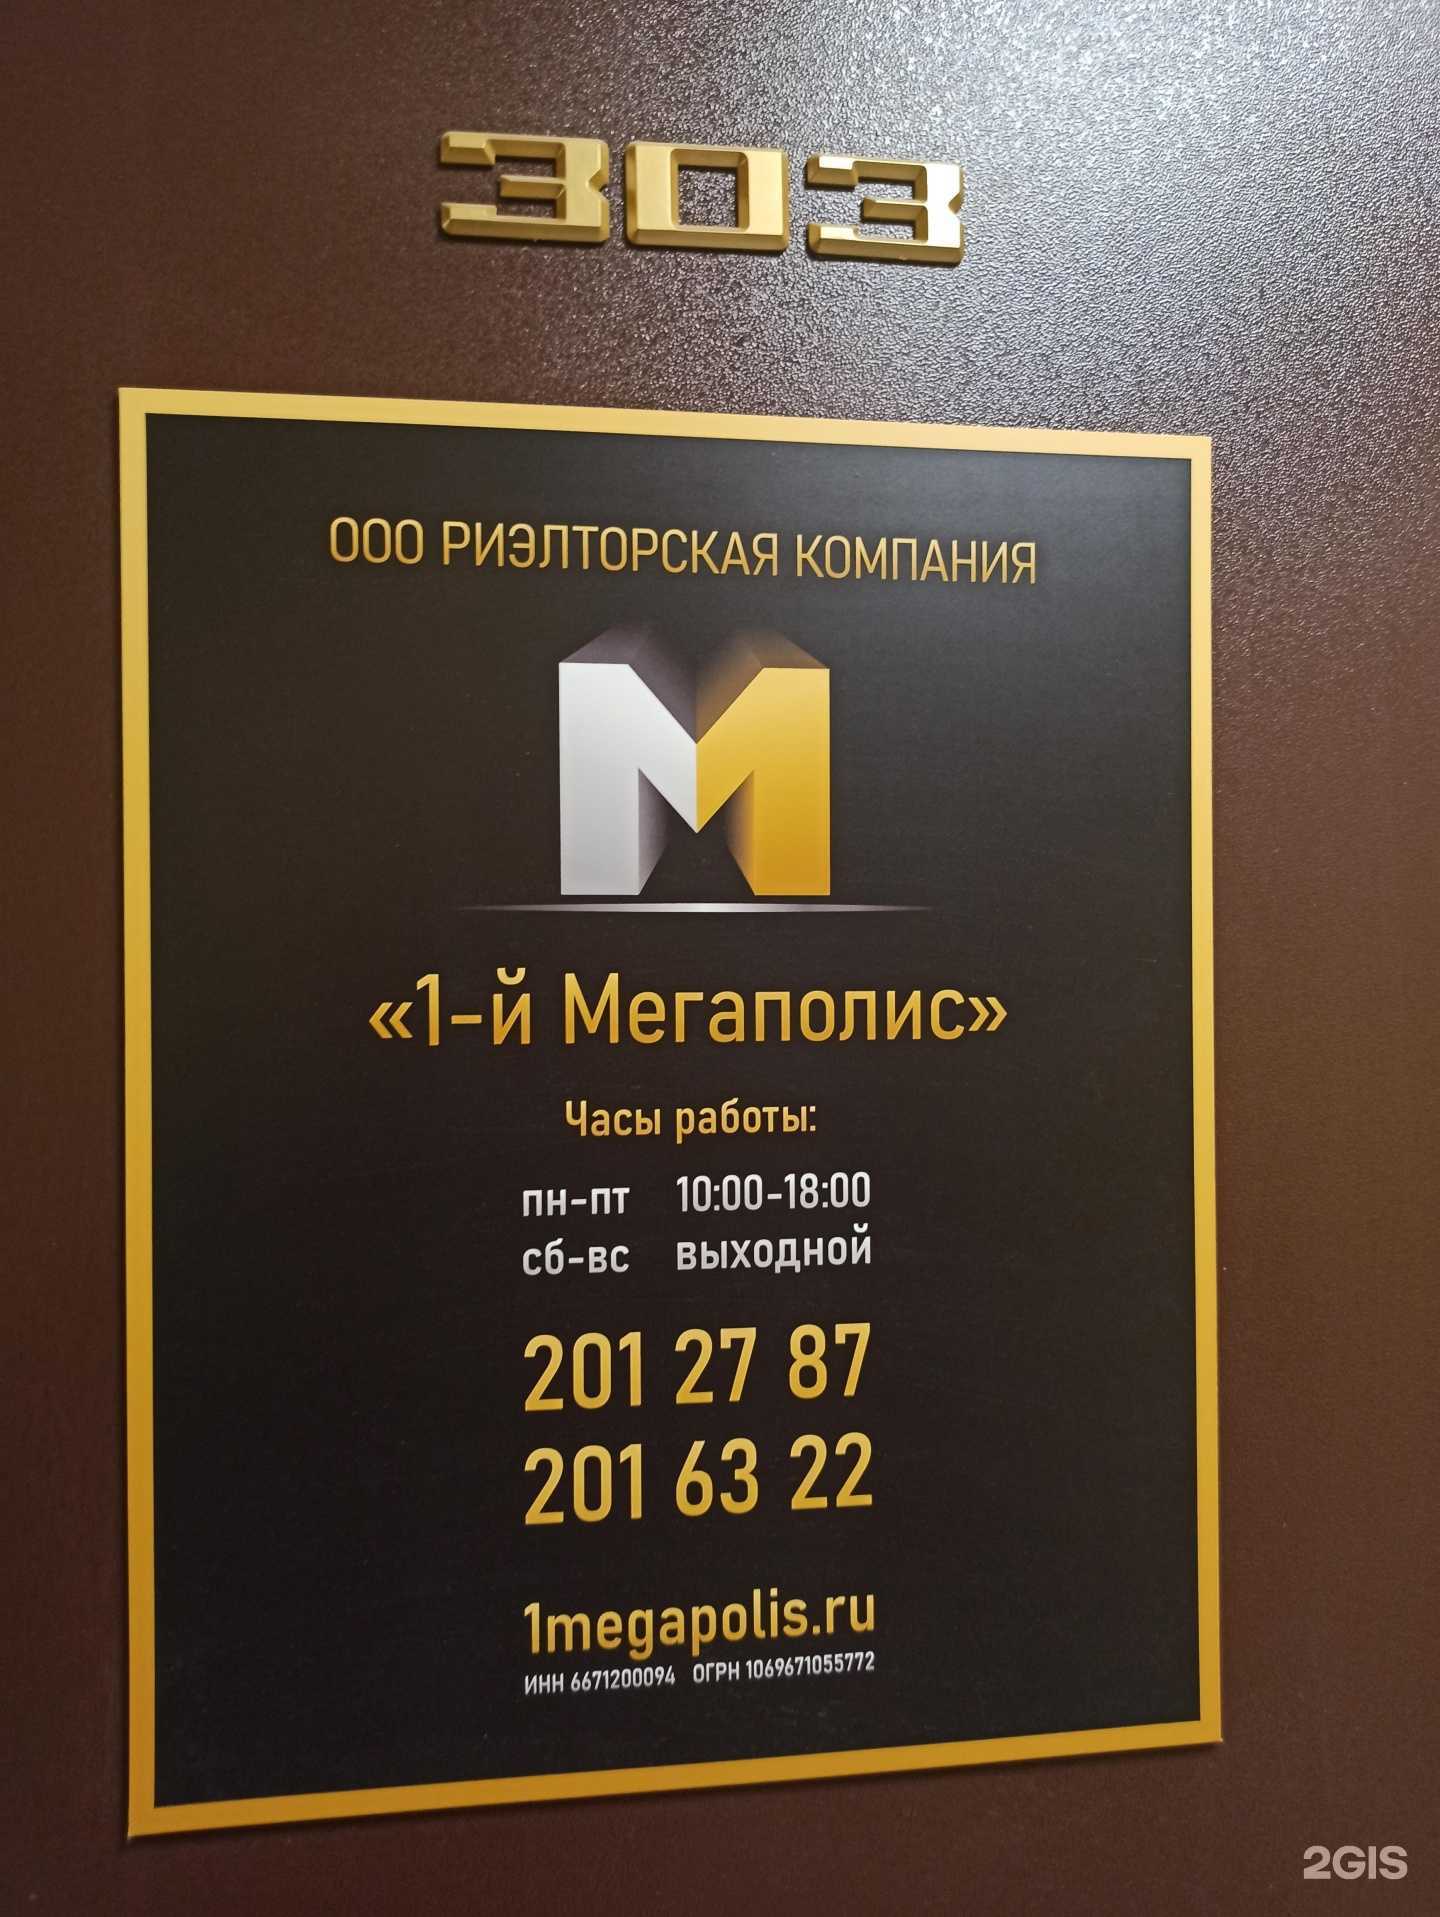 303
ООО РИЭЛТОРСКАЯ КОМПАНИЯ
М
«1-й Мегаполис»
Часы работы:
пн-пт 10:00-18:00
сб-вс выходной
201 27 87
201 63 22
1megapolis.ru
ИНН 6671200094 ОГРН 1069671055772
2GIS